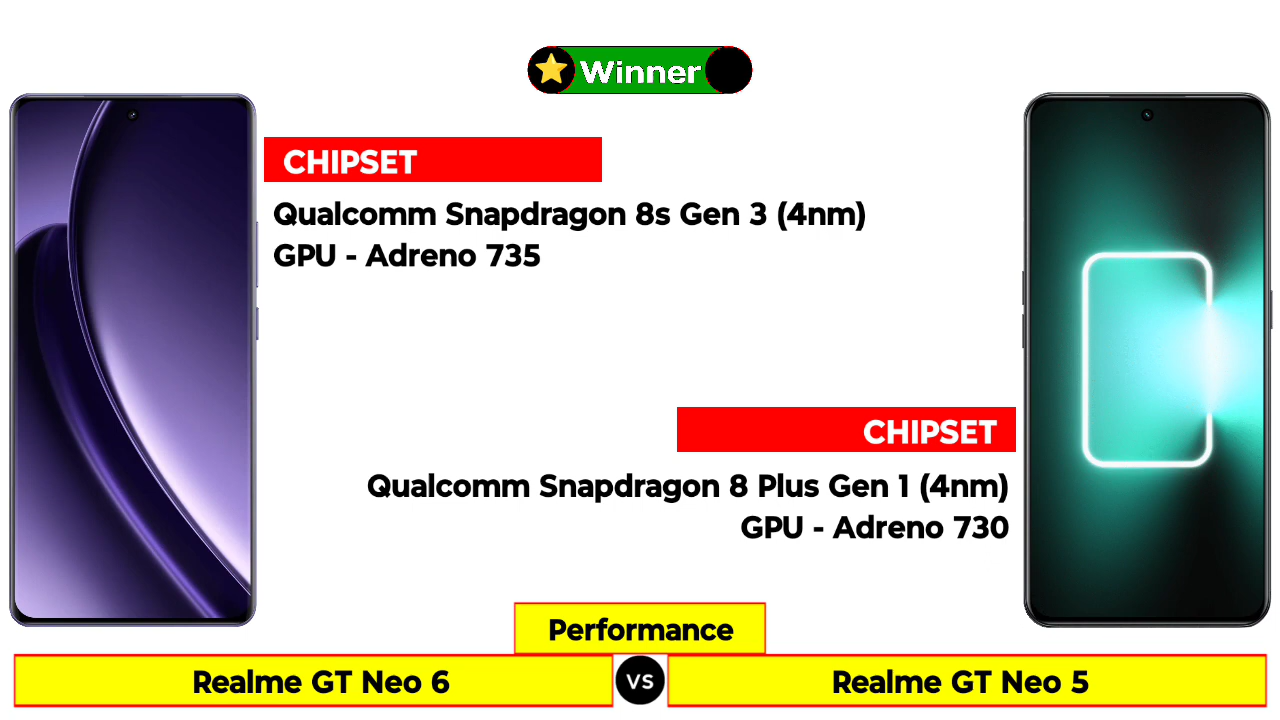 Winner
CHIPSET
Qualcomm Snapdragon 8s Gen 3 (4nm)
GPU - Adreno 735
CHIPSET
Qualcomm Snapdragon 8 Plus Gen 1 (4nm)
GPU - Adreno 730
Performance
Realme GT Neo 6
VS
Realme GT Neo 5